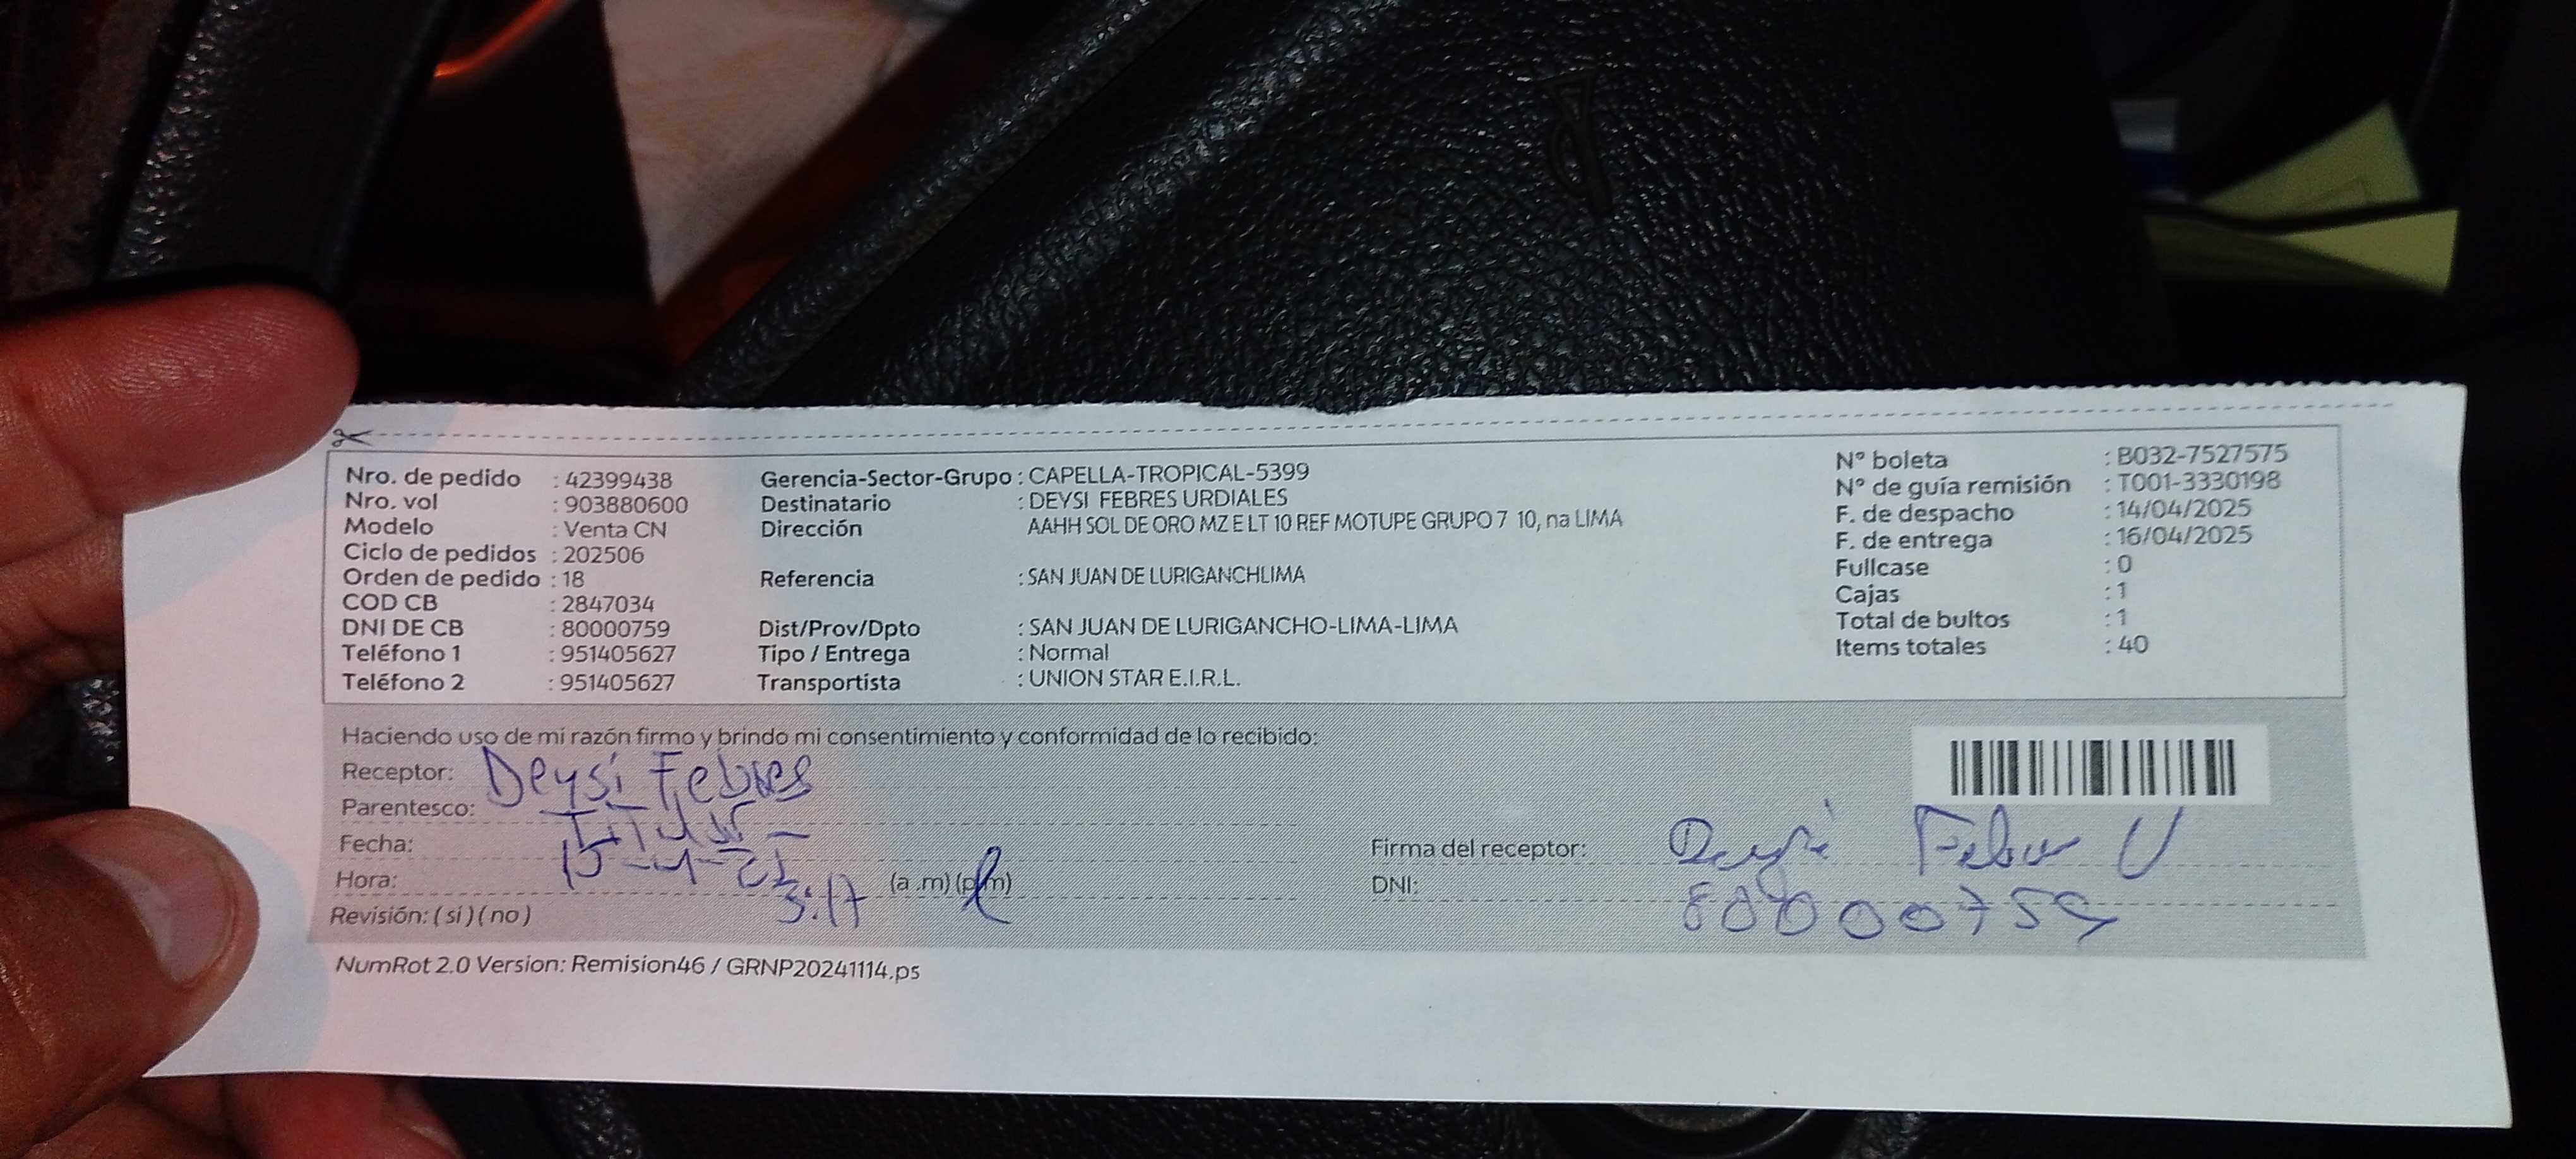 Nro. de pedido : 42399438 Gerencia-Sector-Grupo : CAPELLA-TROPICAL-5399 N° boleta : B032-7527575
Nro. vol : 903880600 Destinatario : DEYSI FEBRES URDIALES N° de guía remisión : T001-3330198
Modelo : Venta CN Dirección AAHH SOL DE ORO MZ E LT 10 REF MOTUPE GRUPO 7 10, na LIMA F. de despacho : 14/04/2025
Ciclo de pedidos : 202506 F. de entrega : 16/04/2025
Orden de pedido : 18 Referencia : SAN JUAN DE LURIGANCHLIMA Fullcase : 0
COD CB : 2847034 Cajas : 1
DNI DE CB : 80000759 Dist/Prov/Dpto : SAN JUAN DE LURIGANCHO-LIMA-LIMA Total de bultos : 1
Teléfono 1 : 951405627 Tipo / Entrega : Normal Items totales : 40
Teléfono 2 : 951405627 Transportista : UNION STAR E.I.R.L.
Haciendo uso de mi razón firmo y brindo mi consentimiento y conformidad de lo recibido:
Receptor: Deysi Febres
Parentesco: Titular
Fecha: 15-4-25 Firma del receptor: Deysi Febres U
Hora: 3:17 (a .m) (p.m) DNI: 80000759
Revisión: ( si ) ( no )
NumRot 2.0 Version: Remision46 / GRNP20241114.ps